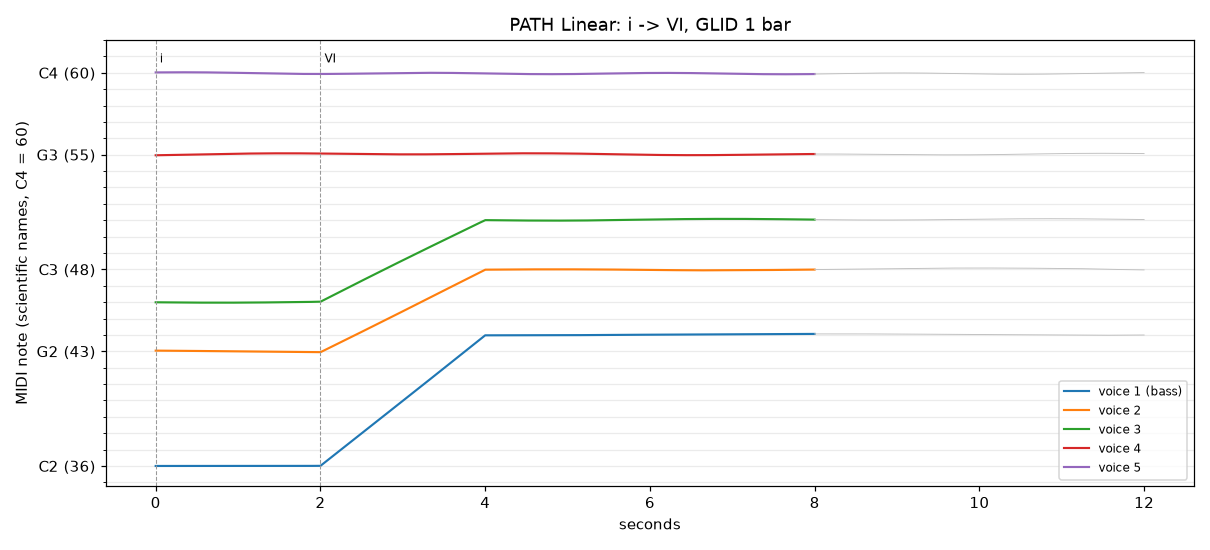 PATH Linear: i -> VI, GLID 1 bar
i
VI
C4 (60)
G3 (55)
C3 (48)
G2 (43)
C2 (36)
MIDI note (scientific names, C4 = 60)
voice 1 (bass)
voice 2
voice 3
voice 4
voice 5
0 2 4 6 8 10 12
seconds